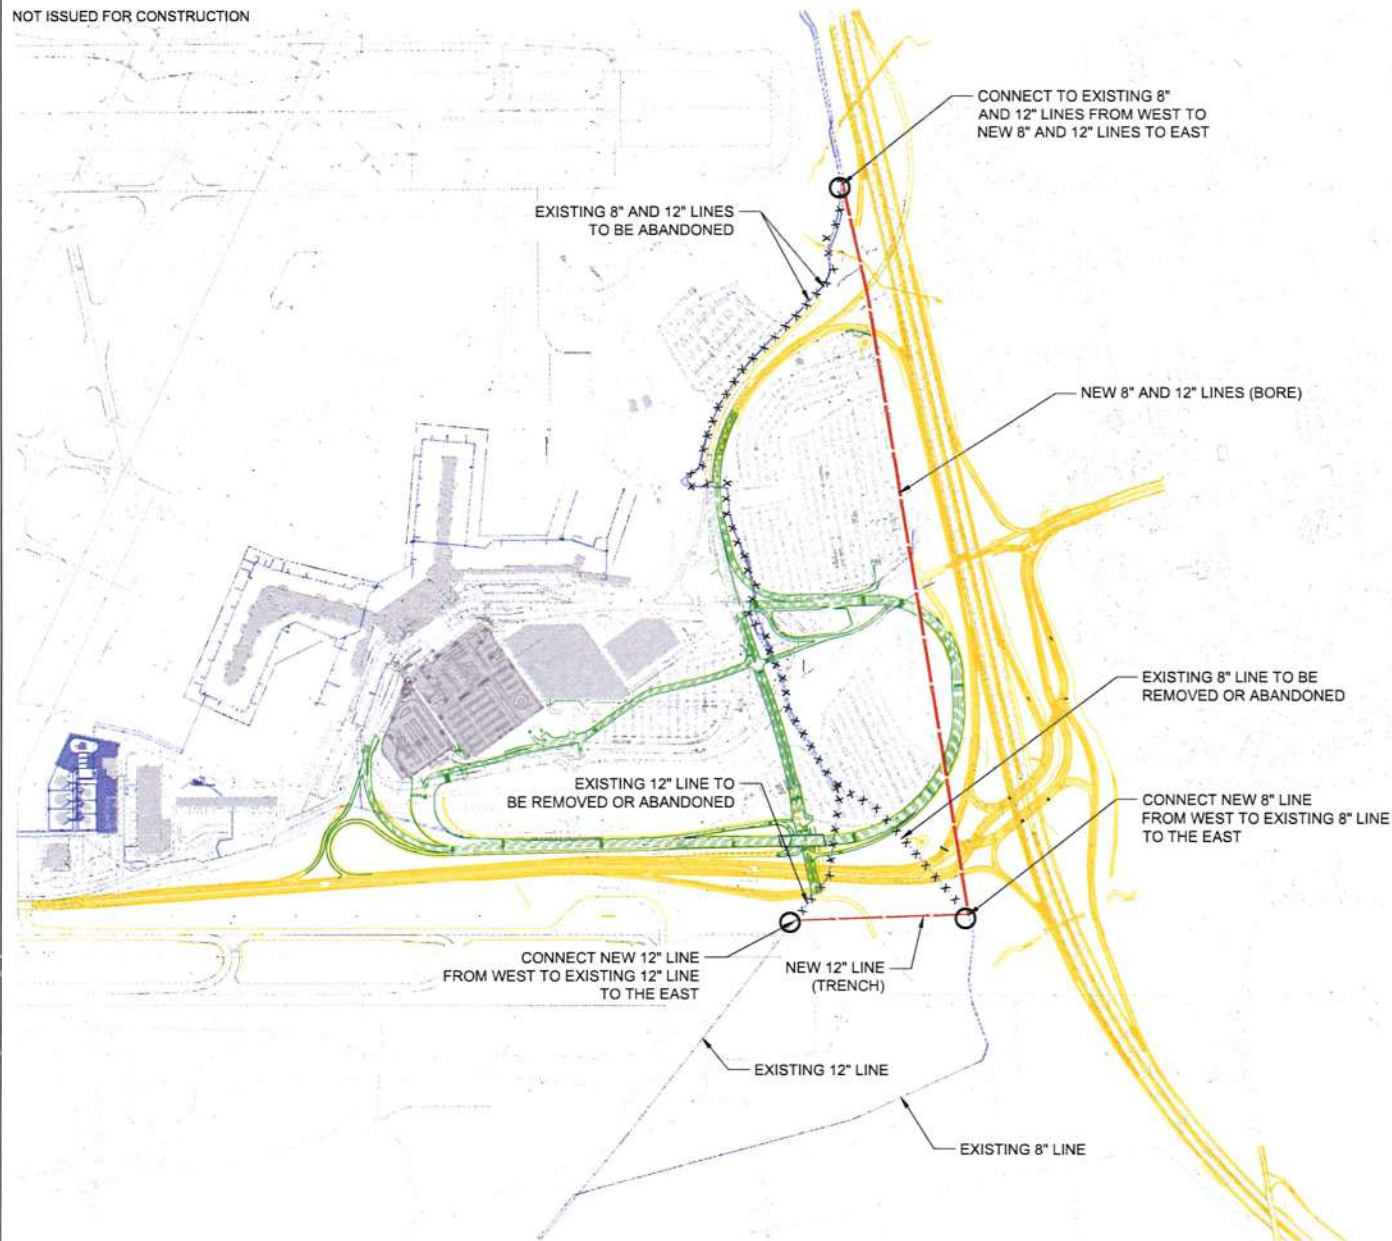 NOT ISSUED FOR CONSTRUCTION
CONNECT TO EXISTING 8"
AND 12" LINES FROM WEST TO
NEW 8" AND 12" LINES TO EAST
EXISTING 8" AND 12" LINES
TO BE ABANDONED
NEW 8" AND 12" LINES (BORE)
EXISTING 8" LINE TO BE
REMOVED OR ABANDONED
EXISTING 12" LINE TO
BE REMOVED OR ABANDONED
CONNECT NEW 8" LINE
FROM WEST TO EXISTING 8" LINE
TO THE EAST
CONNECT NEW 12" LINE
FROM WEST TO EXISTING 12" LINE
TO THE EAST
NEW 12" LINE
(TRENCH)
EXISTING 12" LINE
EXISTING 8" LINE